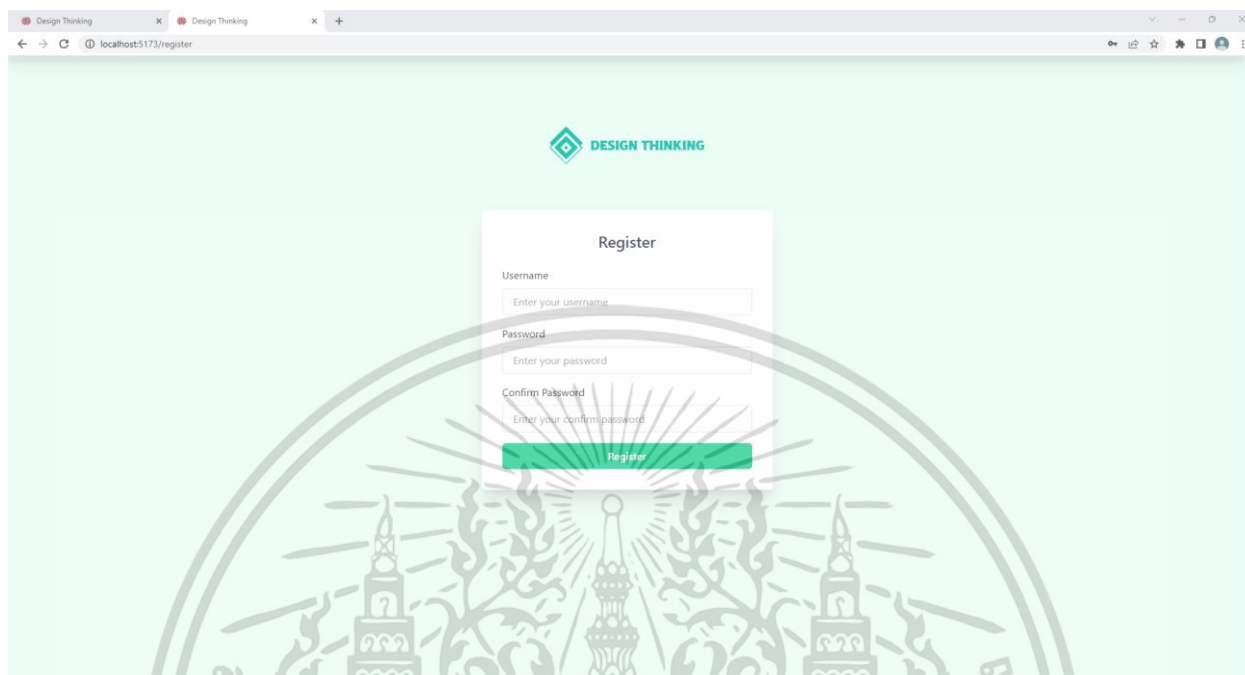 Design Thinking
Design Thinking
localhost:5173/register
DESIGN THINKING
Register
Username
Enter your username
Password
Enter your password
Confirm Password
Enter your confirm password
Register